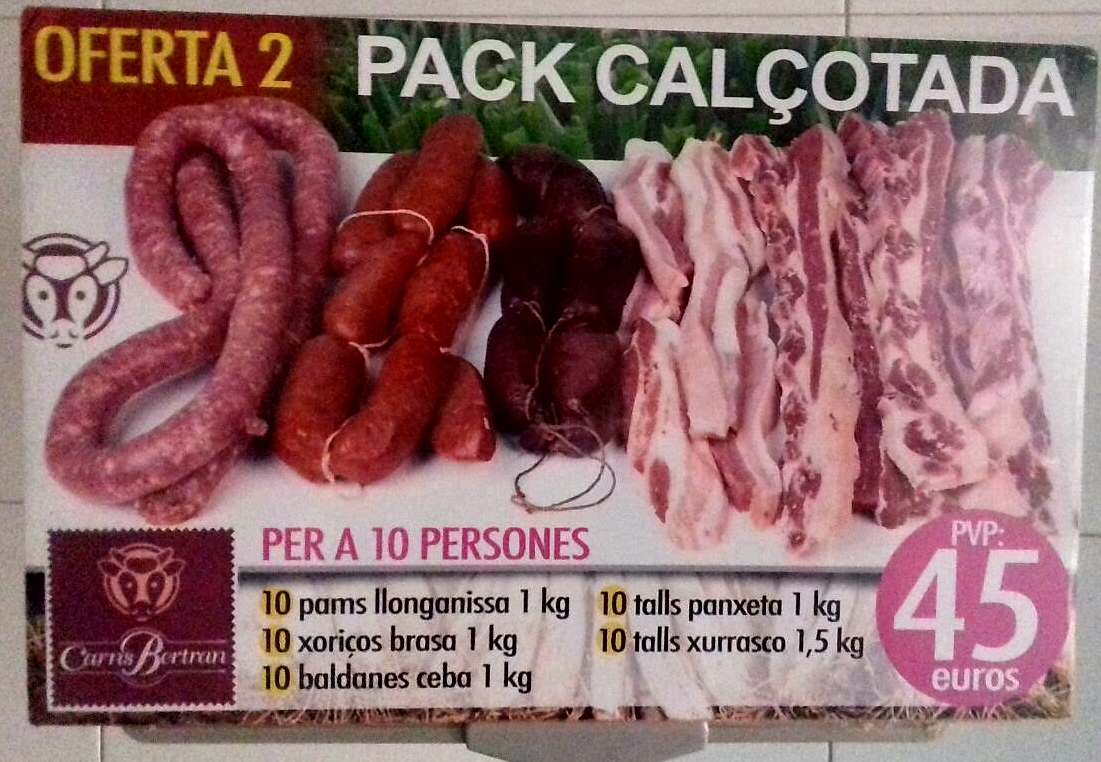 OFERTA 2
PACK CALÇOTADA
PER A 10 PERSONES
10 pams llonganissa 1 kg
10 xoriços brasa 1 kg
10 baldanes ceba 1 kg
10 talls panxeta 1 kg
10 talls xurrasco 1,5 kg
PVP:
45
euros
Carns Bertran